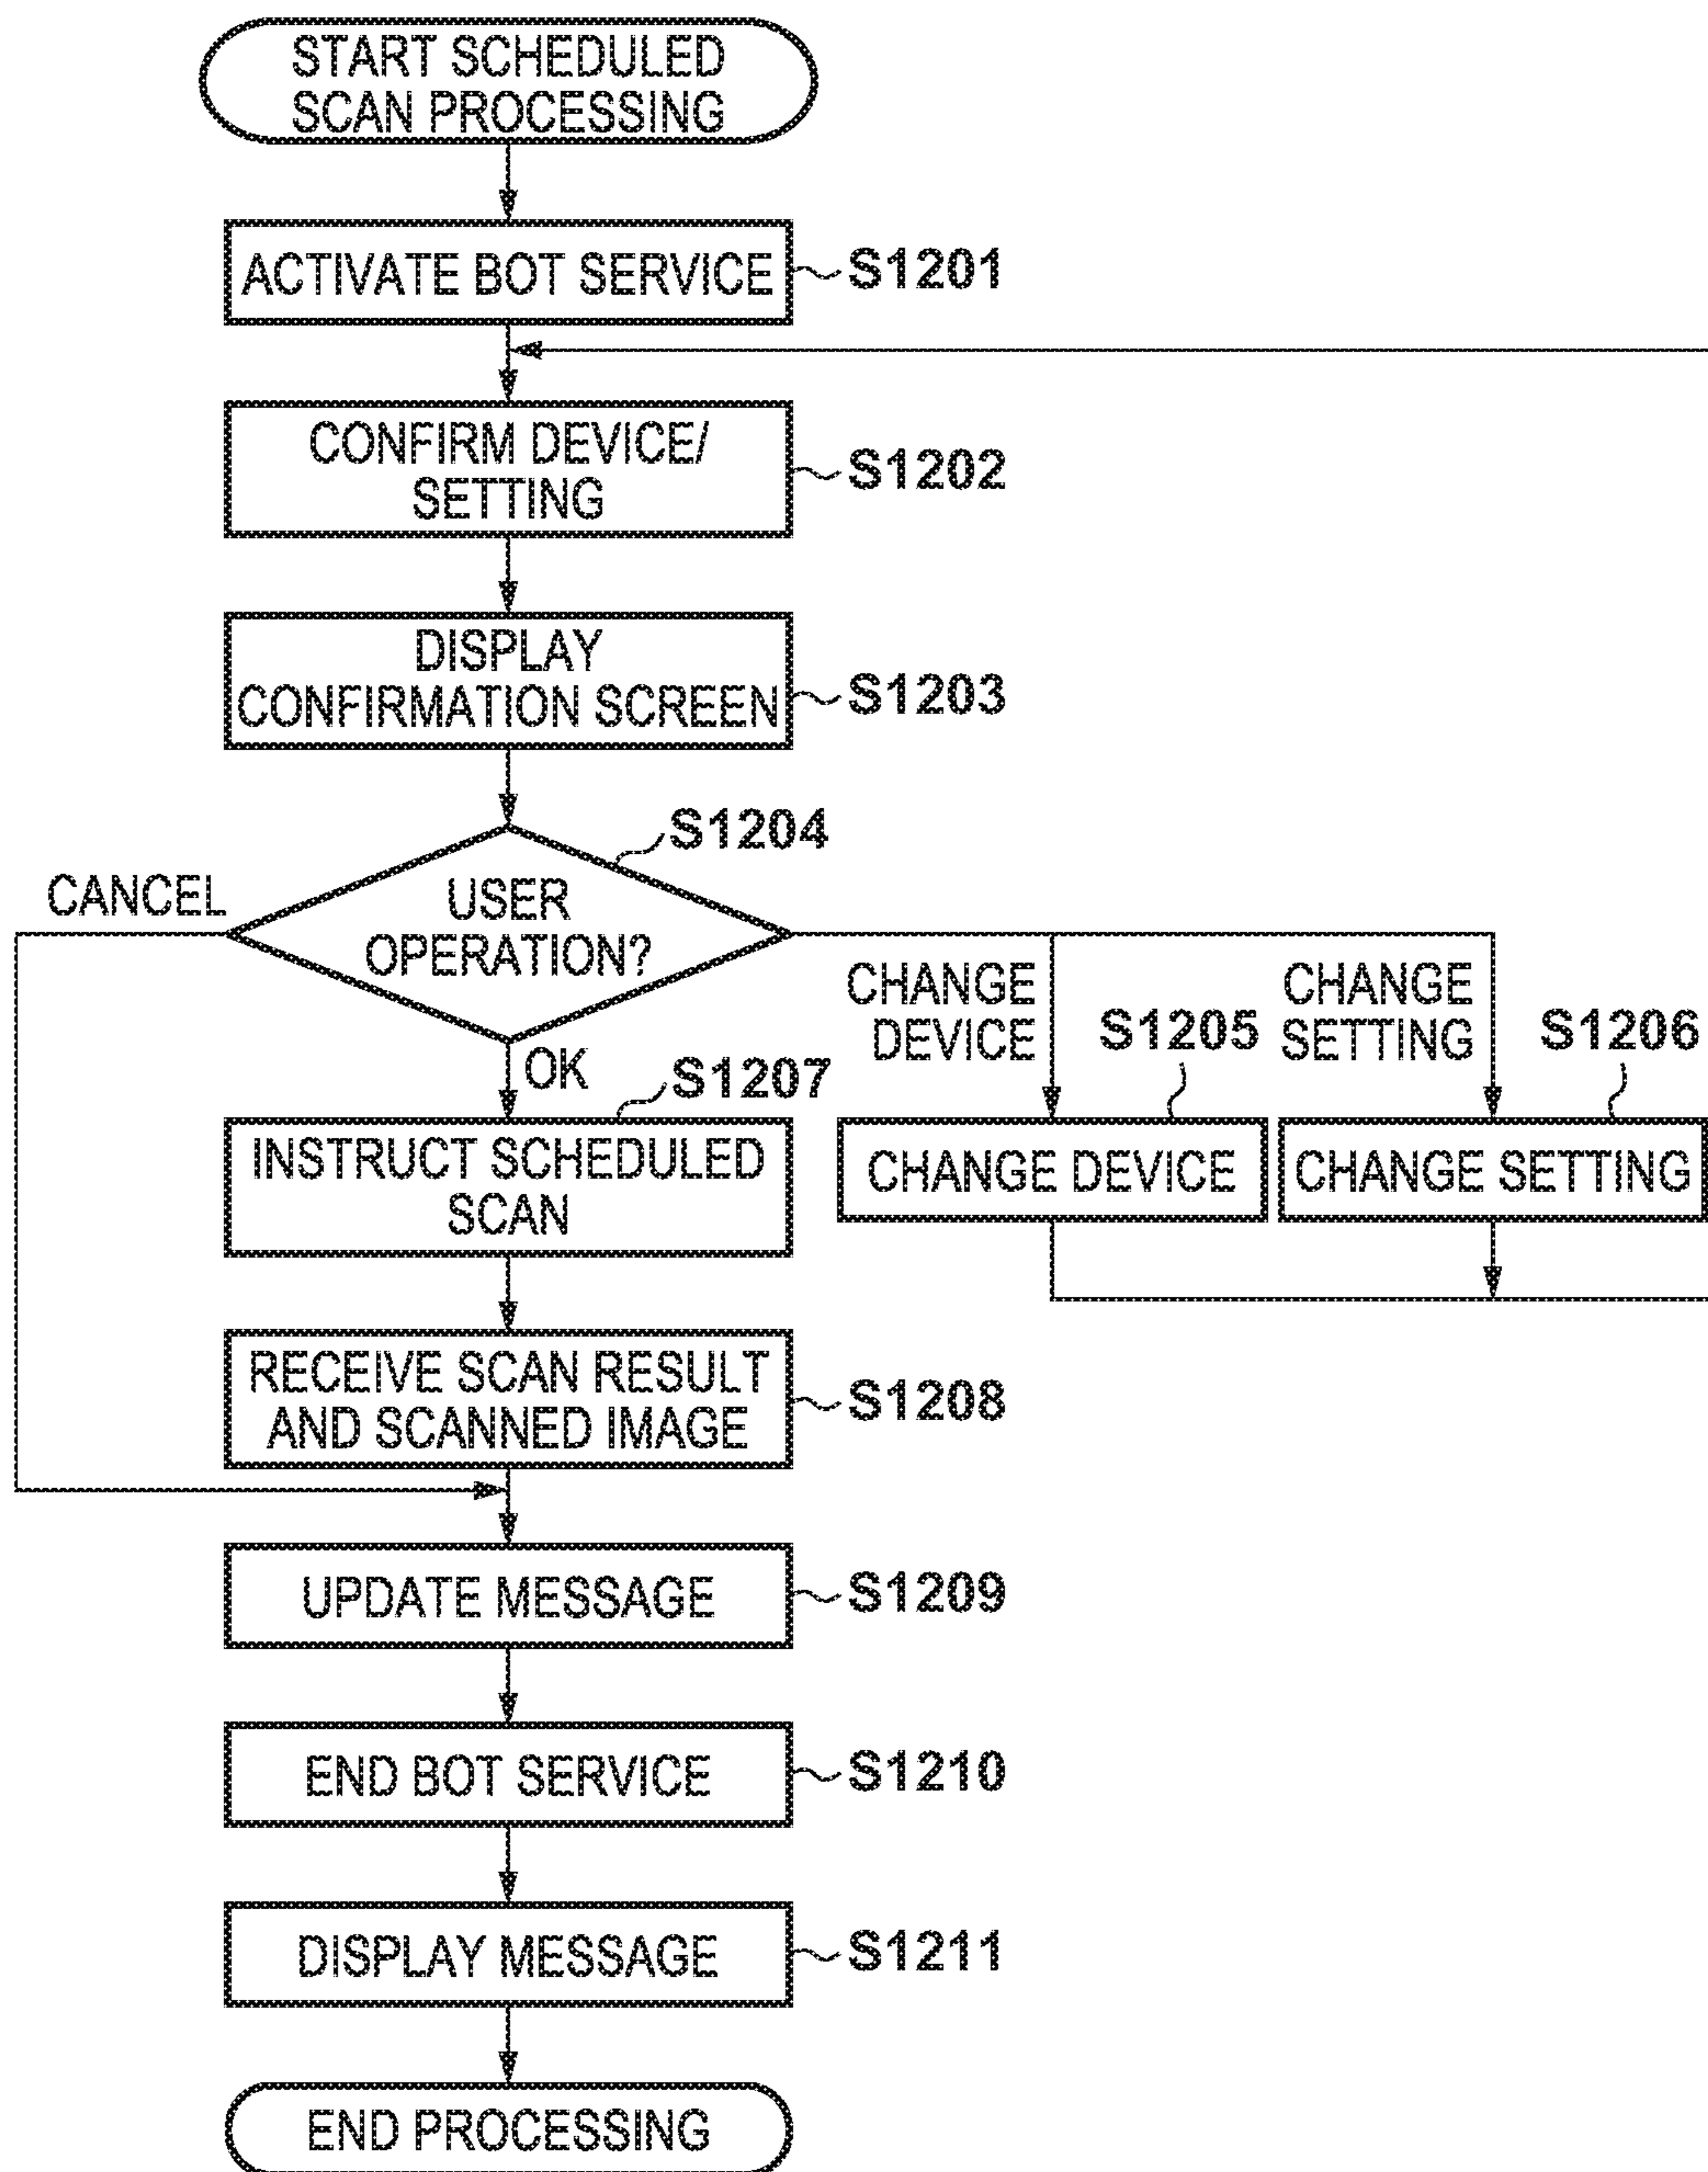 START SCHEDULED
SCAN PROCESSING
ACTIVATE BOT SERVICE
S1201
CONFIRM DEVICE/
SETTING
S1202
DISPLAY
CONFIRMATION SCREEN
S1203
S1204
CANCEL
USER
OPERATION?
CHANGE
DEVICE
S1205
CHANGE
SETTING
S1206
OK
S1207
INSTRUCT SCHEDULED
SCAN
CHANGE DEVICE
CHANGE SETTING
RECEIVE SCAN RESULT
AND SCANNED IMAGE
S1208
UPDATE MESSAGE
S1209
END BOT SERVICE
S1210
DISPLAY MESSAGE
S1211
END PROCESSING